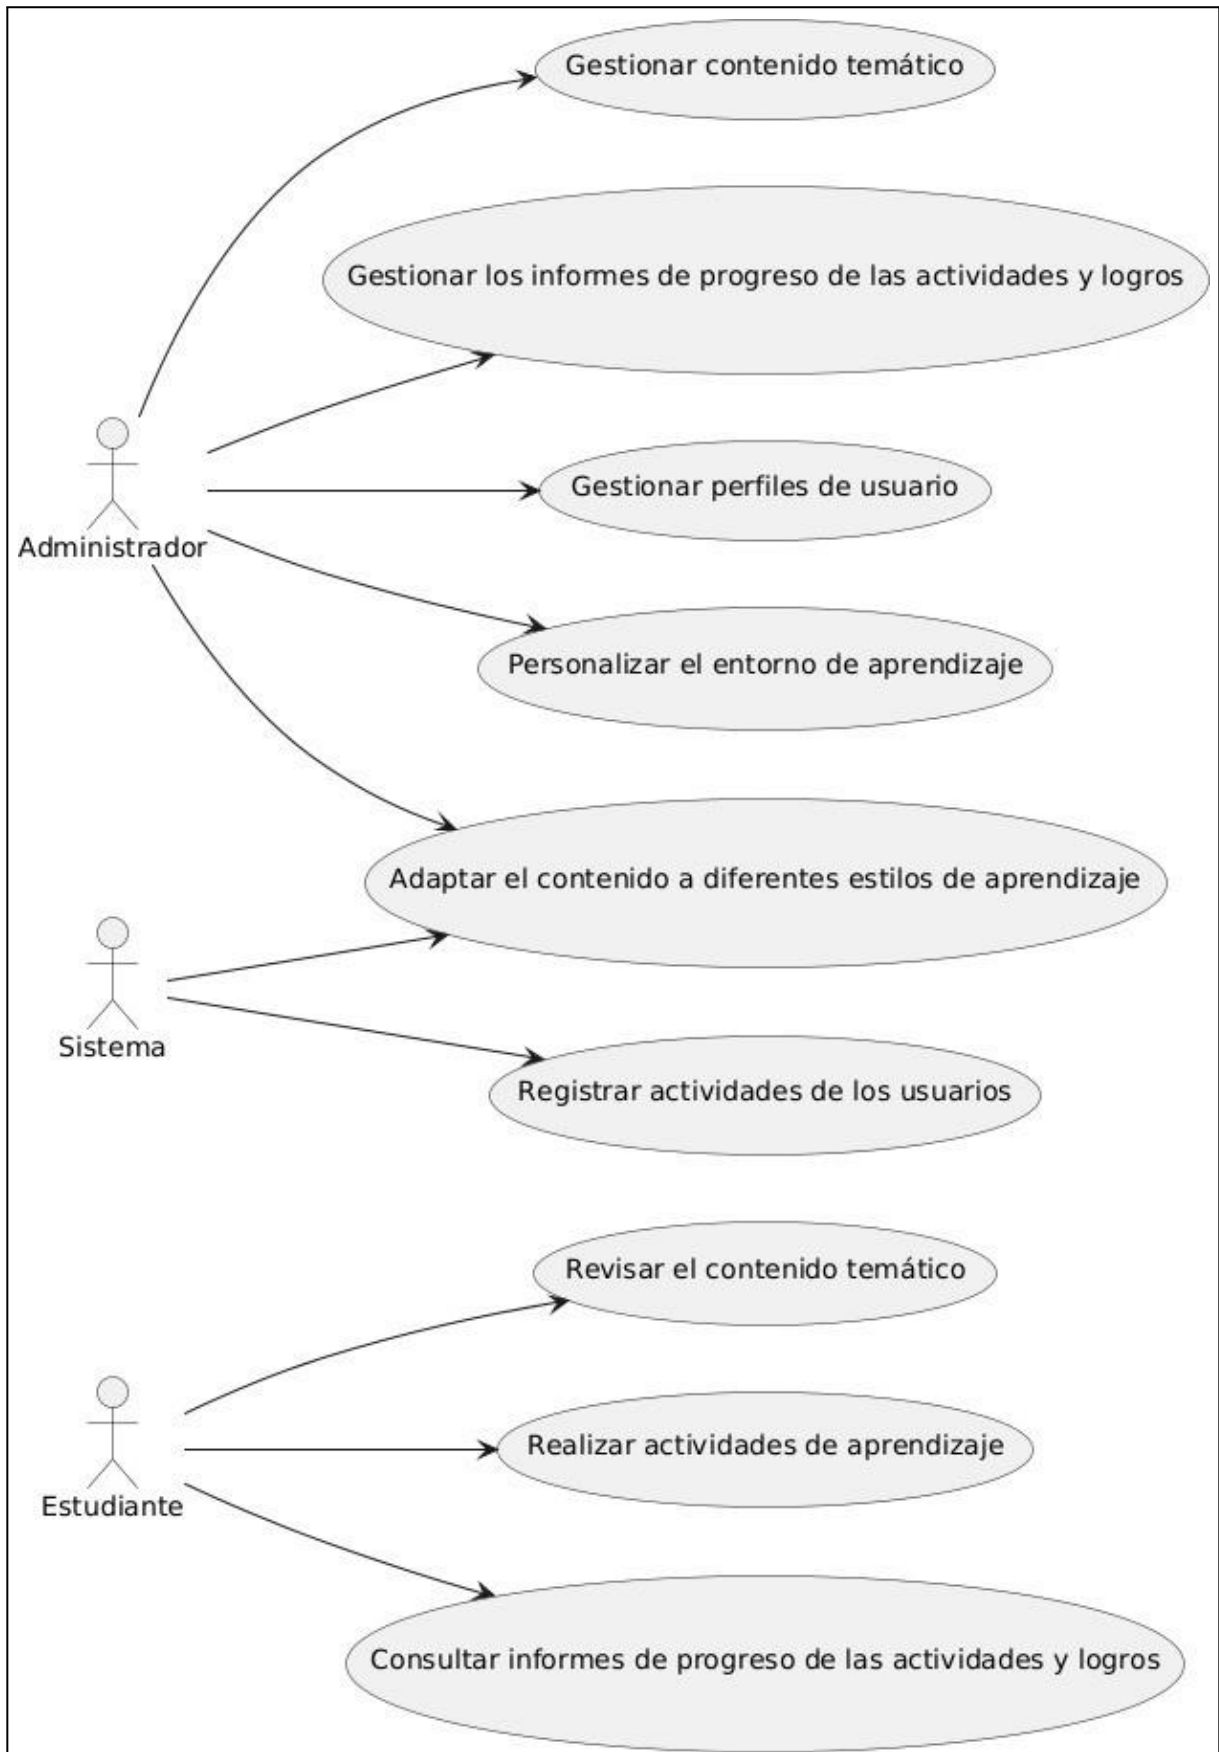 Gestionar contenido temático
Gestionar los informes de progreso de las actividades y logros
Gestionar perfiles de usuario
Administrador
Personalizar el entorno de aprendizaje
Adaptar el contenido a diferentes estilos de aprendizaje
Sistema
Registrar actividades de los usuarios
Revisar el contenido temático
Realizar actividades de aprendizaje
Estudiante
Consultar informes de progreso de las actividades y logros